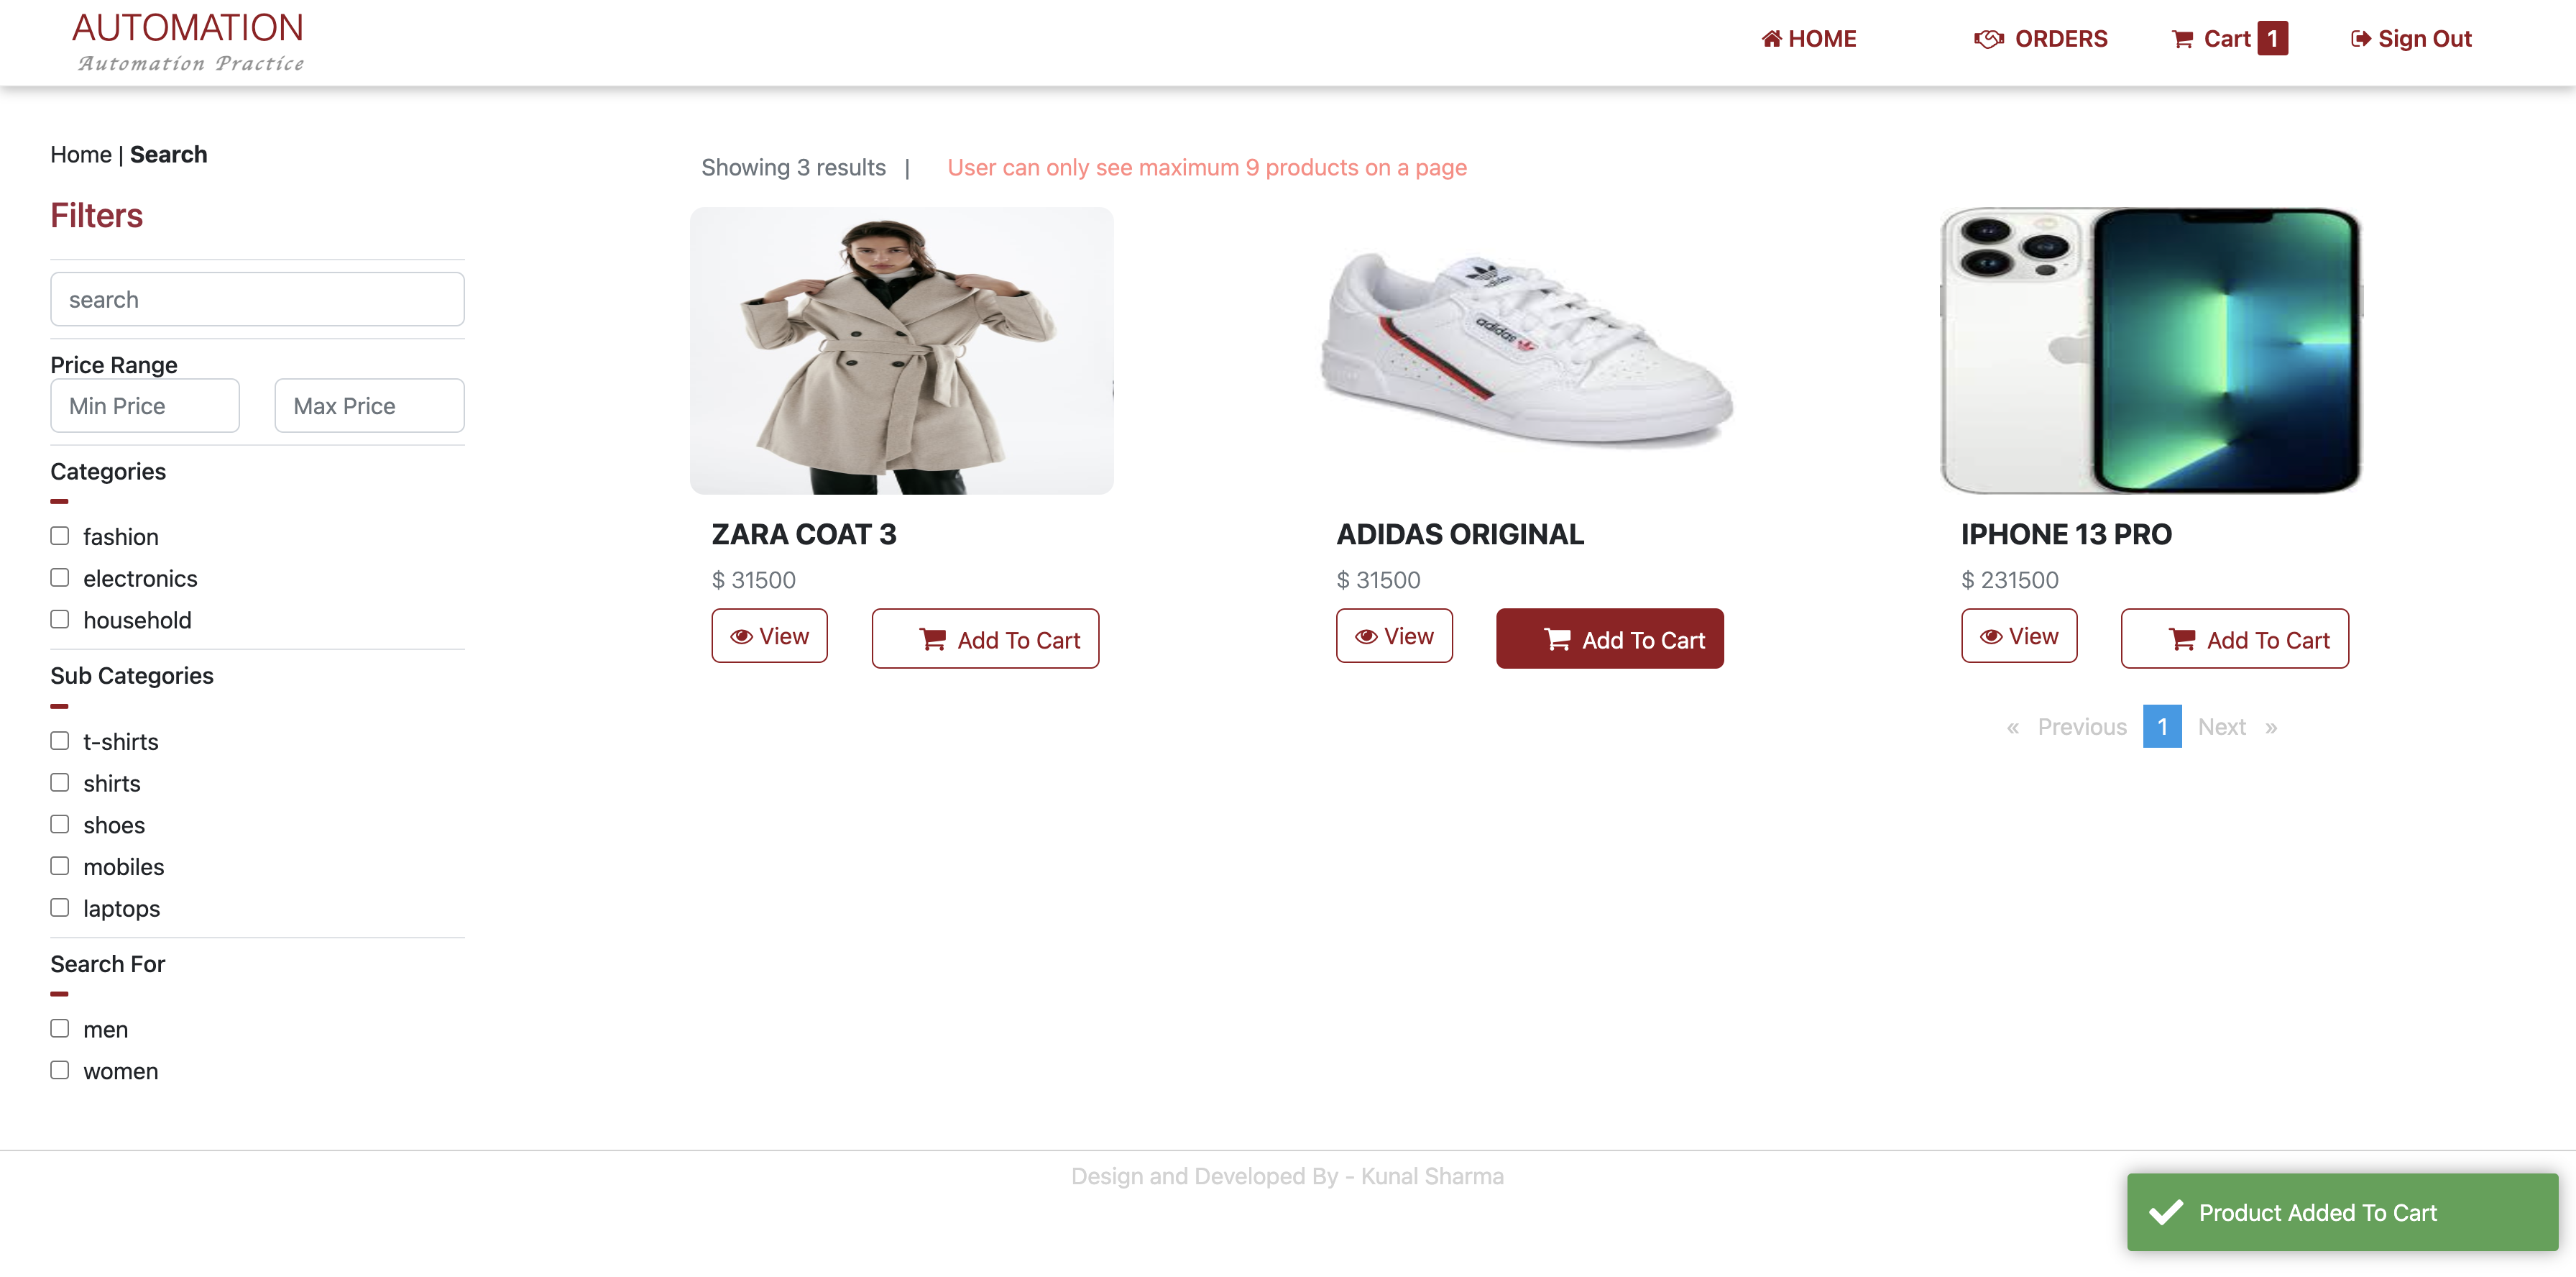 AUTOMATION
Automation Practice
HOME
ORDERS
Cart 1
Sign Out
Home | Search
Showing 3 results |
User can only see maximum 9 products on a page
Filters
search
Price Range
Min Price
Max Price
Categories
fashion
electronics
household
Sub Categories
t-shirts
shirts
shoes
mobiles
laptops
Search For
men
women
adidas
adidas
ZARA COAT 3
$ 31500
View
Add To Cart
ADIDAS ORIGINAL
$ 31500
View
Add To Cart
IPHONE 13 PRO
$ 231500
View
Add To Cart
« Previous 1 Next »
Design and Developed By - Kunal Sharma
Product Added To Cart